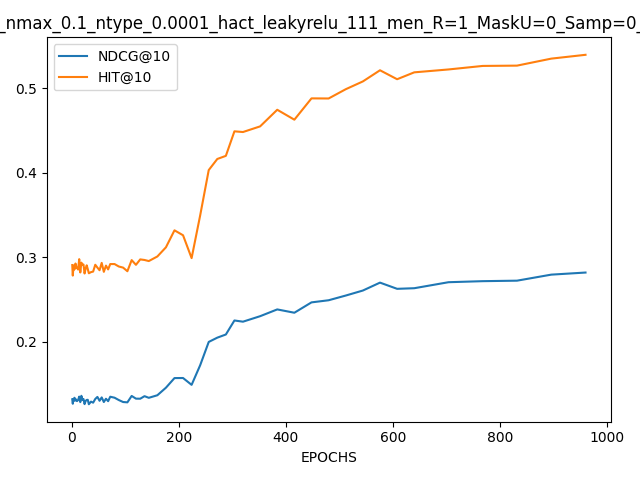 _nmax_0.1_ntype_0.0001_hact_leakyrelu_111_men_R=1_MaskU=0_Samp=0_
NDCG@10
HIT@10
0.5
0.4
0.3
0.2
0 200 400 600 800 1000
EPOCHS